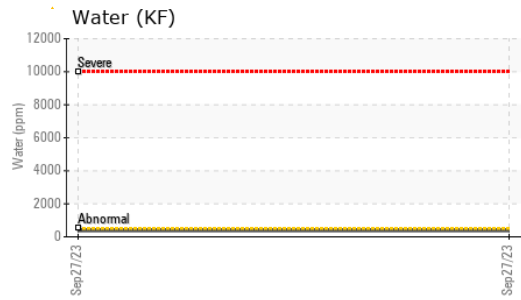 Water (KF)
12000
10000
8000
6000
4000
2000
0
Water (ppm)
Severe
Abnormal
Sep27/23
Sep27/23